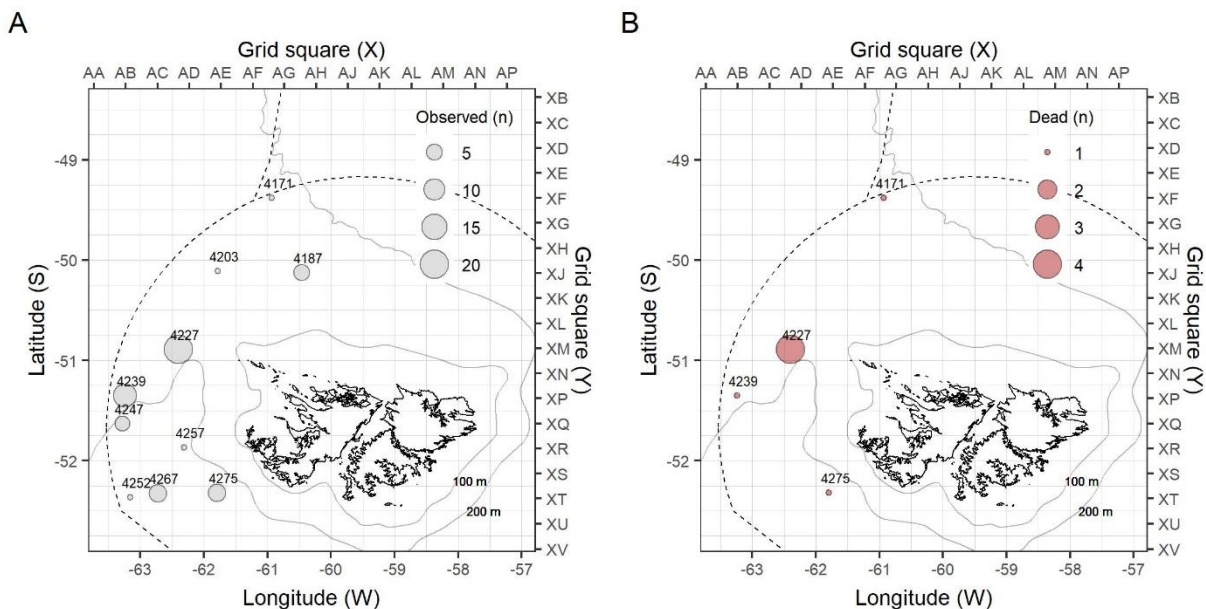 A
Grid square (X)
AA AB AC AD AE AF AG AH AJ AK AL AM AN AP
Observed (n)
5
10
15
20
XB
XC
XD
XE
XF
XG
XH
XJ
XK
XL
XM
XN
XP
XQ
XR
XS
XT
XU
XV
Grid square (Y)
Latitude (S)
-49
-50
-51
-52
4171
4203 4187
4227
4239
4247
4257
4252 4267 4275
100 m
200 m
-63 -62 -61 -60 -59 -58 -57
Longitude (W)
B
Grid square (X)
AA AB AC AD AE AF AG AH AJ AK AL AM AN AP
Dead (n)
1
2
3
4
XB
XC
XD
XE
XF
XG
XH
XJ
XK
XL
XM
XN
XP
XQ
XR
XS
XT
XU
XV
Grid square (Y)
Latitude (S)
-49
-50
-51
-52
4171
4227
4239
4275
100 m
200 m
-63 -62 -61 -60 -59 -58 -57
Longitude (W)